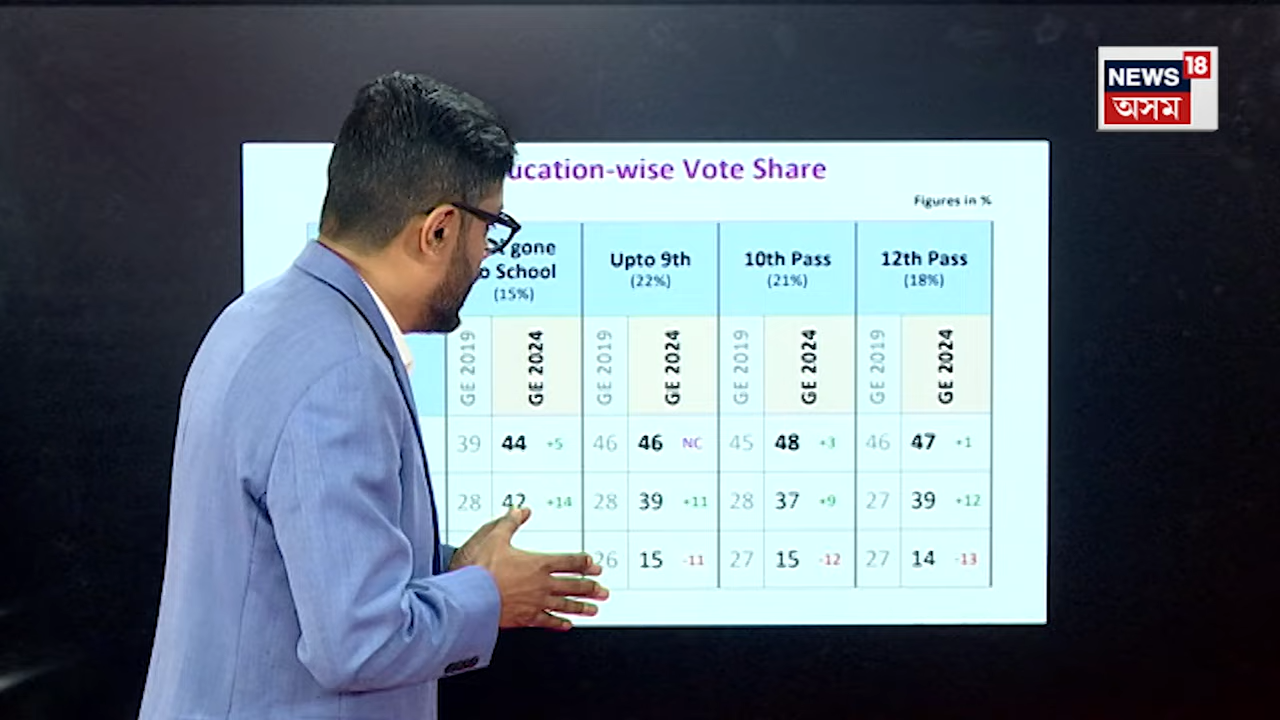 NEWS 18
অসম
ucation-wise Vote Share
Figures in %
gone
o School
(15%)
Upto 9th
(22%)
10th Pass
(21%)
12th Pass
(18%)
GE 2019 GE 2024 GE 2019 GE 2024 GE 2019 GE 2024 GE 2019 GE 2024
39 44 +5 46 46 NC 45 48 +3 46 47 +1
28 42 +14 28 39 +11 28 37 +9 27 39 +12
26 15 -11 27 15 -12 27 14 -13